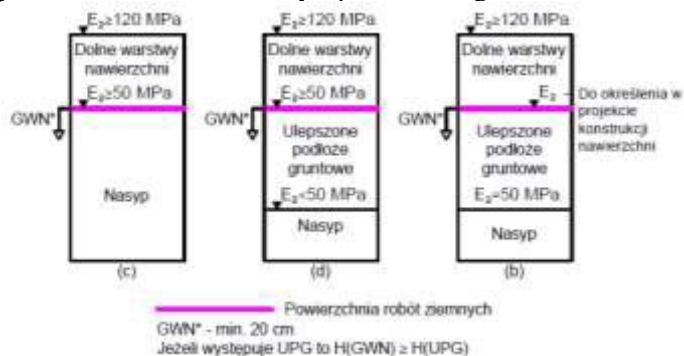 E₂≥120 MPa
Dolne warstwy
nawierzchni
E₂≥50 MPa
GWN*
Nasyp
(c)
E₂≥120 MPa
Dolne warstwy
nawierzchni
E₂≥50 MPa
GWN*
Ulepszone
podłoże
gruntowe
E₂<50 MPa
Nasyp
(d)
E₂≥120 MPa
Dolne warstwy
nawierzchni
E₂
Do określenia w
projekcie
konstrukcji
nawierzchni
GWN*
Ulepszone
podłoże
gruntowe
E₂=50 MPa
Nasyp
(b)
Powierzchnia robót ziemnych
GWN* - min. 20 cm
Jeżeli występuje UPG to H(GWN) ≥ H(UPG)